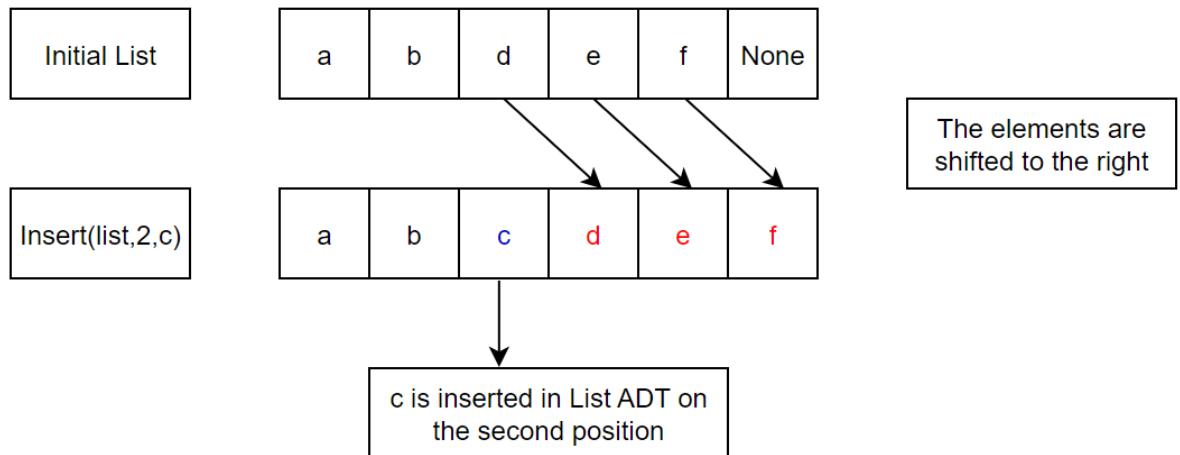 Initial List
a b d e f None
The elements are
shifted to the right
Insert(list,2,c)
a b c d e f
c is inserted in List ADT on
the second position